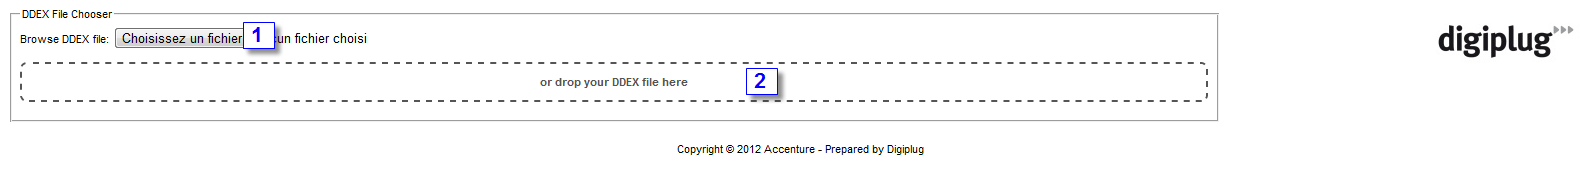 DDEX File Chooser
Browse DDEX file: Choisissez un fichier 1 un fichier choisi
digiplug
or drop your DDEX file here 2
Copyright © 2012 Accenture - Prepared by Digiplug